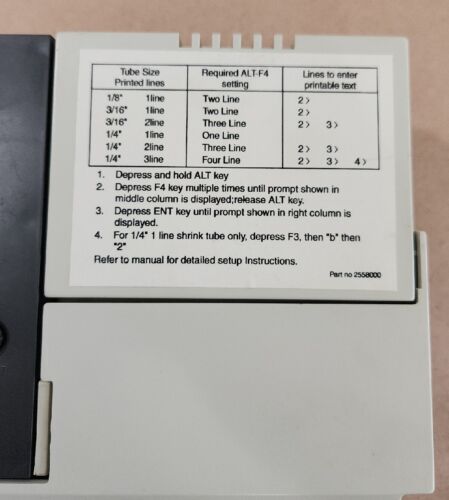 Tube Size Required ALT-F4 Lines to enter
Printed lines setting printable text
1/8" 1line Two Line 2>
3/16" 1line Two Line 2>
3/16" 2line Three Line 2> 3>
1/4" 1line One Line
1/4" 2line Three Line 2> 3>
1/4" 3line Four Line 2> 3> 4>
1. Depress and hold ALT key
2. Depress F4 key multiple times until prompt shown in
middle column is displayed;release ALT key.
3. Depress ENT key until prompt shown in right column is
displayed.
4. For 1/4" 1 line shrink tube only, depress F3, then "b" then
"2"
Refer to manual for detailed setup Instructions.
Part no 2558000